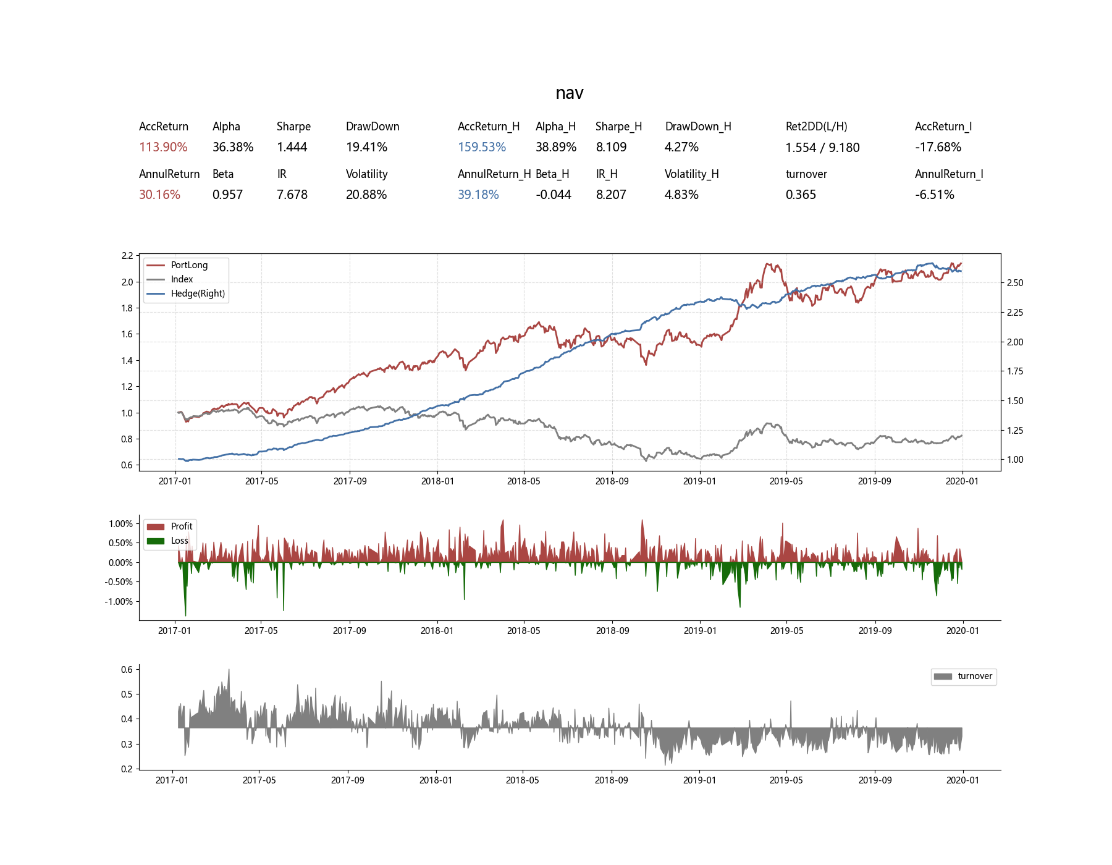 nav
AccReturn Alpha Sharpe DrawDown AccReturn_H Alpha_H Sharpe_H DrawDown_H Ret2DD(L/H) AccReturn_I
113.90% 36.38% 1.444 19.41% 159.53% 38.89% 8.109 4.27% 1.554 / 9.180 -17.68%
AnnulReturn Beta IR Volatility AnnulReturn_H Beta_H IR_H Volatility_H turnover AnnulReturn_I
30.16% 0.957 7.678 20.88% 39.18% -0.044 8.207 4.83% 0.365 -6.51%
2.2
PortLong
Index
Hedge(Right)
2.0
1.8
1.6
1.4
1.2
1.0
0.8
0.6
2.50
2.25
2.00
1.75
1.50
1.25
1.00
2017-01 2017-05 2017-09 2018-01 2018-05 2018-09 2019-01 2019-05 2019-09 2020-01
1.00%
0.50%
0.00%
-0.50%
-1.00%
Profit
Loss
2017-01 2017-05 2017-09 2018-01 2018-05 2018-09 2019-01 2019-05 2019-09 2020-01
0.6
0.5
0.4
0.3
0.2
turnover
2017-01 2017-05 2017-09 2018-01 2018-05 2018-09 2019-01 2019-05 2019-09 2020-01